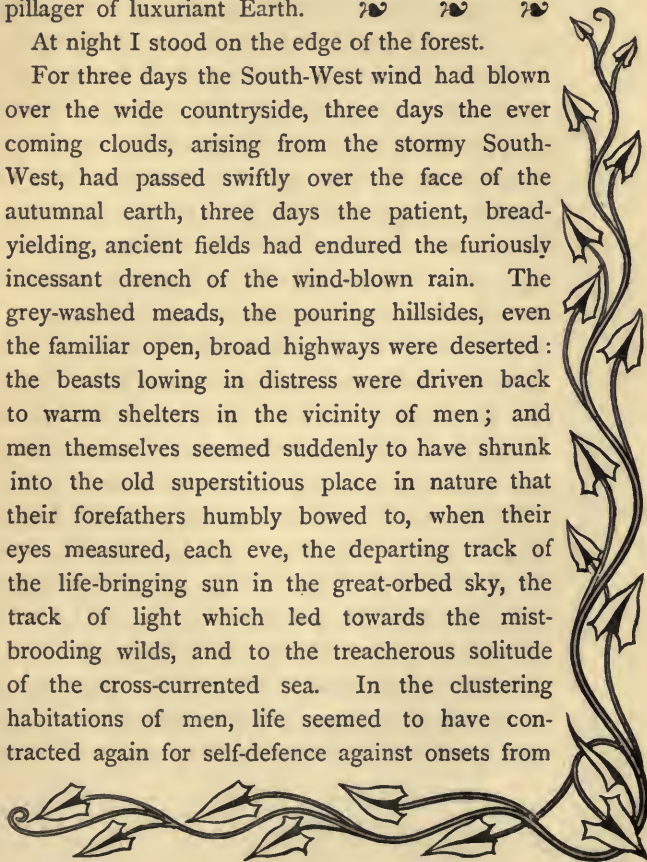 pillager of luxuriant Earth.
At night I stood on the edge of the forest.
For three days the South-West wind had blown
over the wide countryside, three days the ever
coming clouds, arising from the stormy South-
West, had passed swiftly over the face of the
autumnal earth, three days the patient, bread-
yielding, ancient fields had endured the furiously
incessant drench of the wind-blown rain. The
grey-washed meads, the pouring hillsides, even
the familiar open, broad highways were deserted :
the beasts lowing in distress were driven back
to warm shelters in the vicinity of men ; and
men themselves seemed suddenly to have shrunk
into the old superstitious place in nature that
their forefathers humbly bowed to, when their
eyes measured, each eve, the departing track of
the life-bringing sun in the great-orbed sky, the
track of light which led towards the mist-
brooding wilds, and to the treacherous solitude
of the cross-currented sea. In the clustering
habitations of men, life seemed to have con-
tracted again for self-defence against onsets from